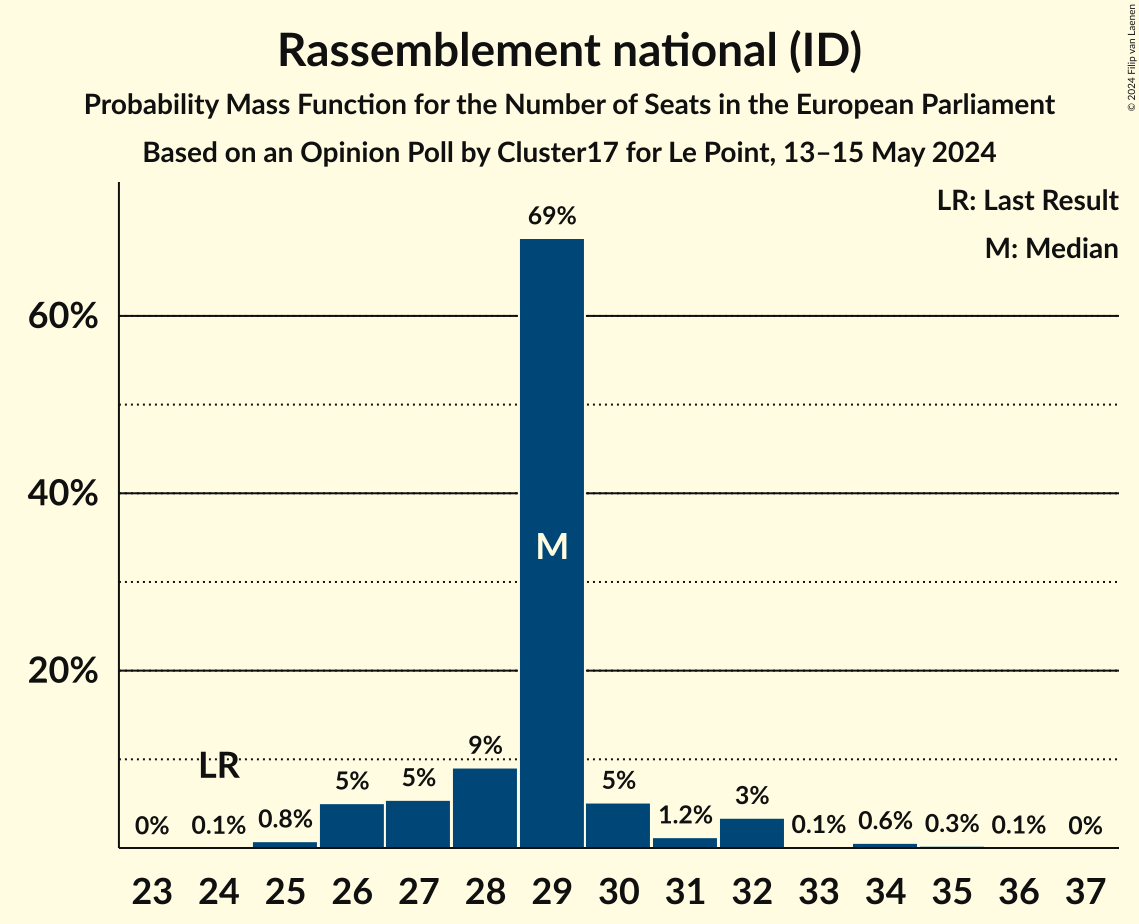 Rassemblement national (ID)
Probability Mass Function for the Number of Seats in the European Parliament
Based on an Opinion Poll by Cluster17 for Le Point, 13–15 May 2024
© 2024 Filip van Laenen
LR: Last Result
M: Median
60%
40%
20%
0%
0.1%
0.8%
5%
5%
9%
69%
5%
1.2%
3%
0.1%
0.6%
0.3%
0.1%
0%
LR
M
23 24 25 26 27 28 29 30 31 32 33 34 35 36 37